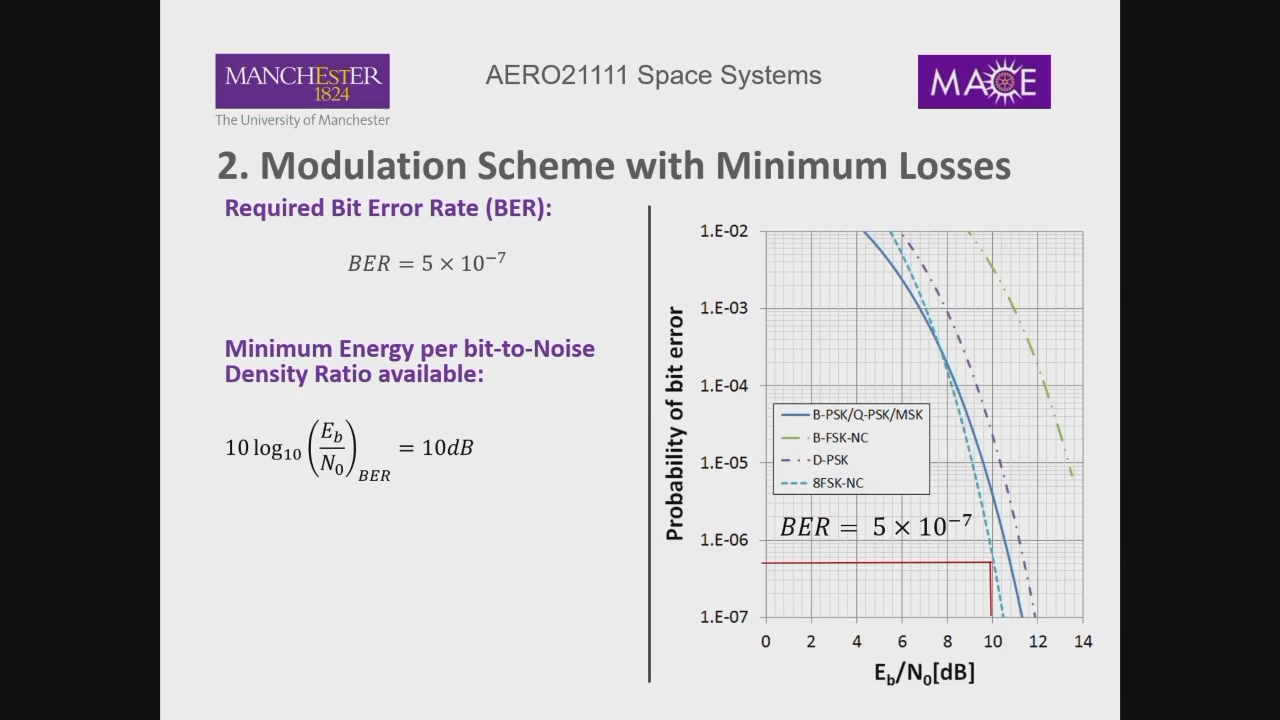 MANCHESTER
1824
The University of Manchester
AERO21111 Space Systems
MACE
2. Modulation Scheme with Minimum Losses
Required Bit Error Rate (BER):
BER = 5 × 10⁻⁷
Minimum Energy per bit-to-Noise
Density Ratio available:
10 log₁₀ (E_b/N₀)_BER = 10dB
Probability of bit error
1.E-02
1.E-03
1.E-04
1.E-05
1.E-06
1.E-07
B-PSK/Q-PSK/MSK
B-FSK-NC
D-PSK
8FSK-NC
BER = 5 × 10⁻⁷
0 2 4 6 8 10 12 14
E_b/N₀[dB]